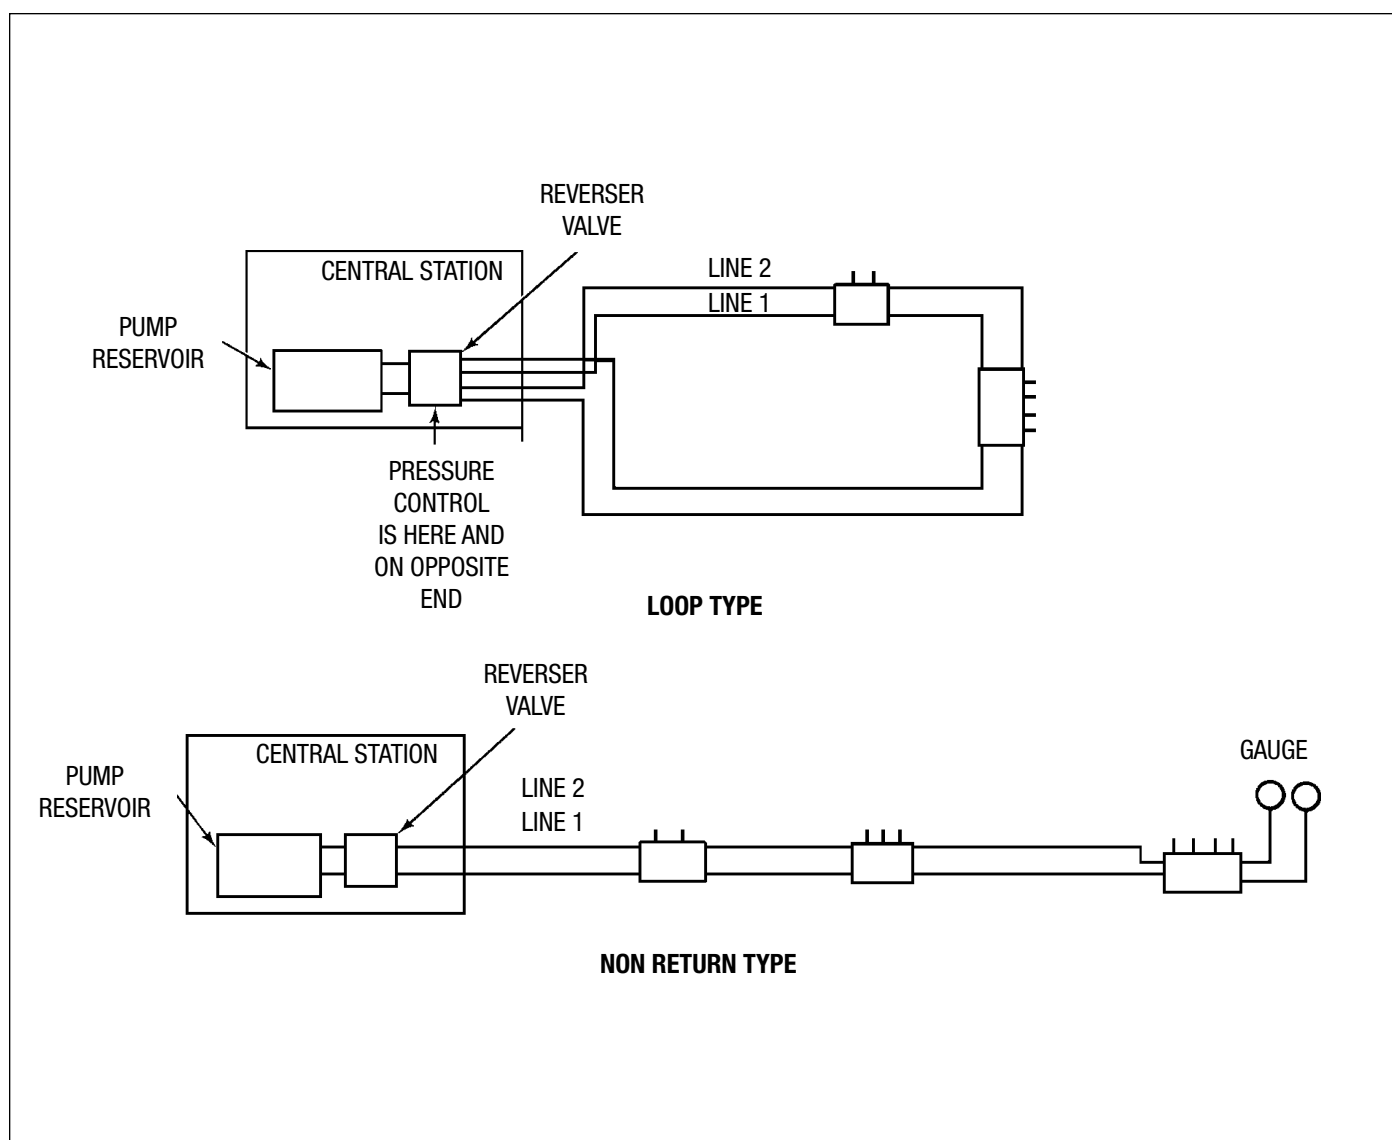 REVERSER
VALVE
CENTRAL STATION
LINE 2
LINE 1
PUMP
RESERVOIR
PRESSURE
CONTROL
IS HERE AND
ON OPPOSITE
END
LOOP TYPE
REVERSER
VALVE
CENTRAL STATION
GAUGE
PUMP
RESERVOIR
LINE 2
LINE 1
NON RETURN TYPE